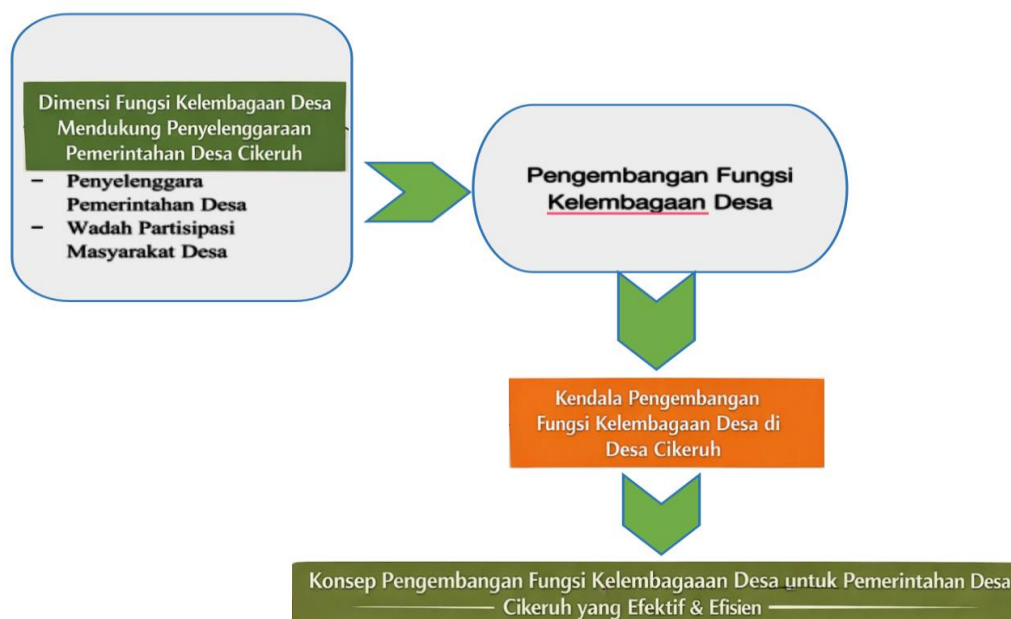 Dimensi Fungsi Kelembagaan Desa
Mendukung Penyelenggaraan
Pemerintahan Desa Cikeruh
– Penyelenggara
Pemerintahan Desa
– Wadah Partisipasi
Masyarakat Desa
Pengembangan Fungsi
Kelembagaan Desa
Kendala Pengembangan
Fungsi Kelembagaan Desa di
Desa Cikeruh
Konsep Pengembangan Fungsi Kelembagaaan Desa untuk Pemerintahan Desa
Cikeruh yang Efektif & Efisien